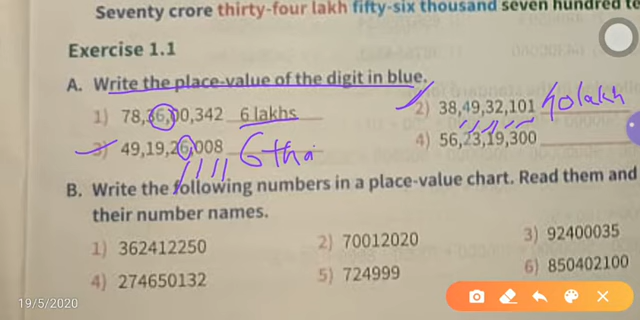 Seventy crore thirty-four lakh fifty-six thousand seven hundred te
Exercise 1.1
A. Write the place-value of the digit in blue.
1) 78,36,00,342 6 lakhs 2) 38,49,32,101 40 lakh
3) 49,19,26,008 6 tha 4) 56,23,19,300
B. Write the following numbers in a place-value chart. Read them and
their number names.
1) 362412250 2) 70012020 3) 92400035
4) 274650132 5) 724999 6) 850402100
19/5/2020